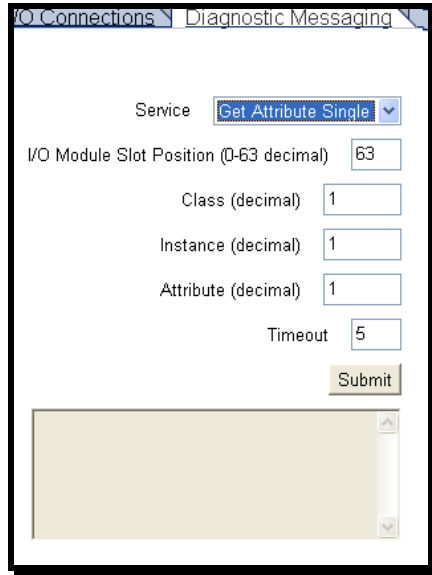 I/O Connections Diagnostic Messaging
Service Get Attribute Single
I/O Module Slot Position (0-63 decimal) 63
Class (decimal) 1
Instance (decimal) 1
Attribute (decimal) 1
Timeout 5
Submit